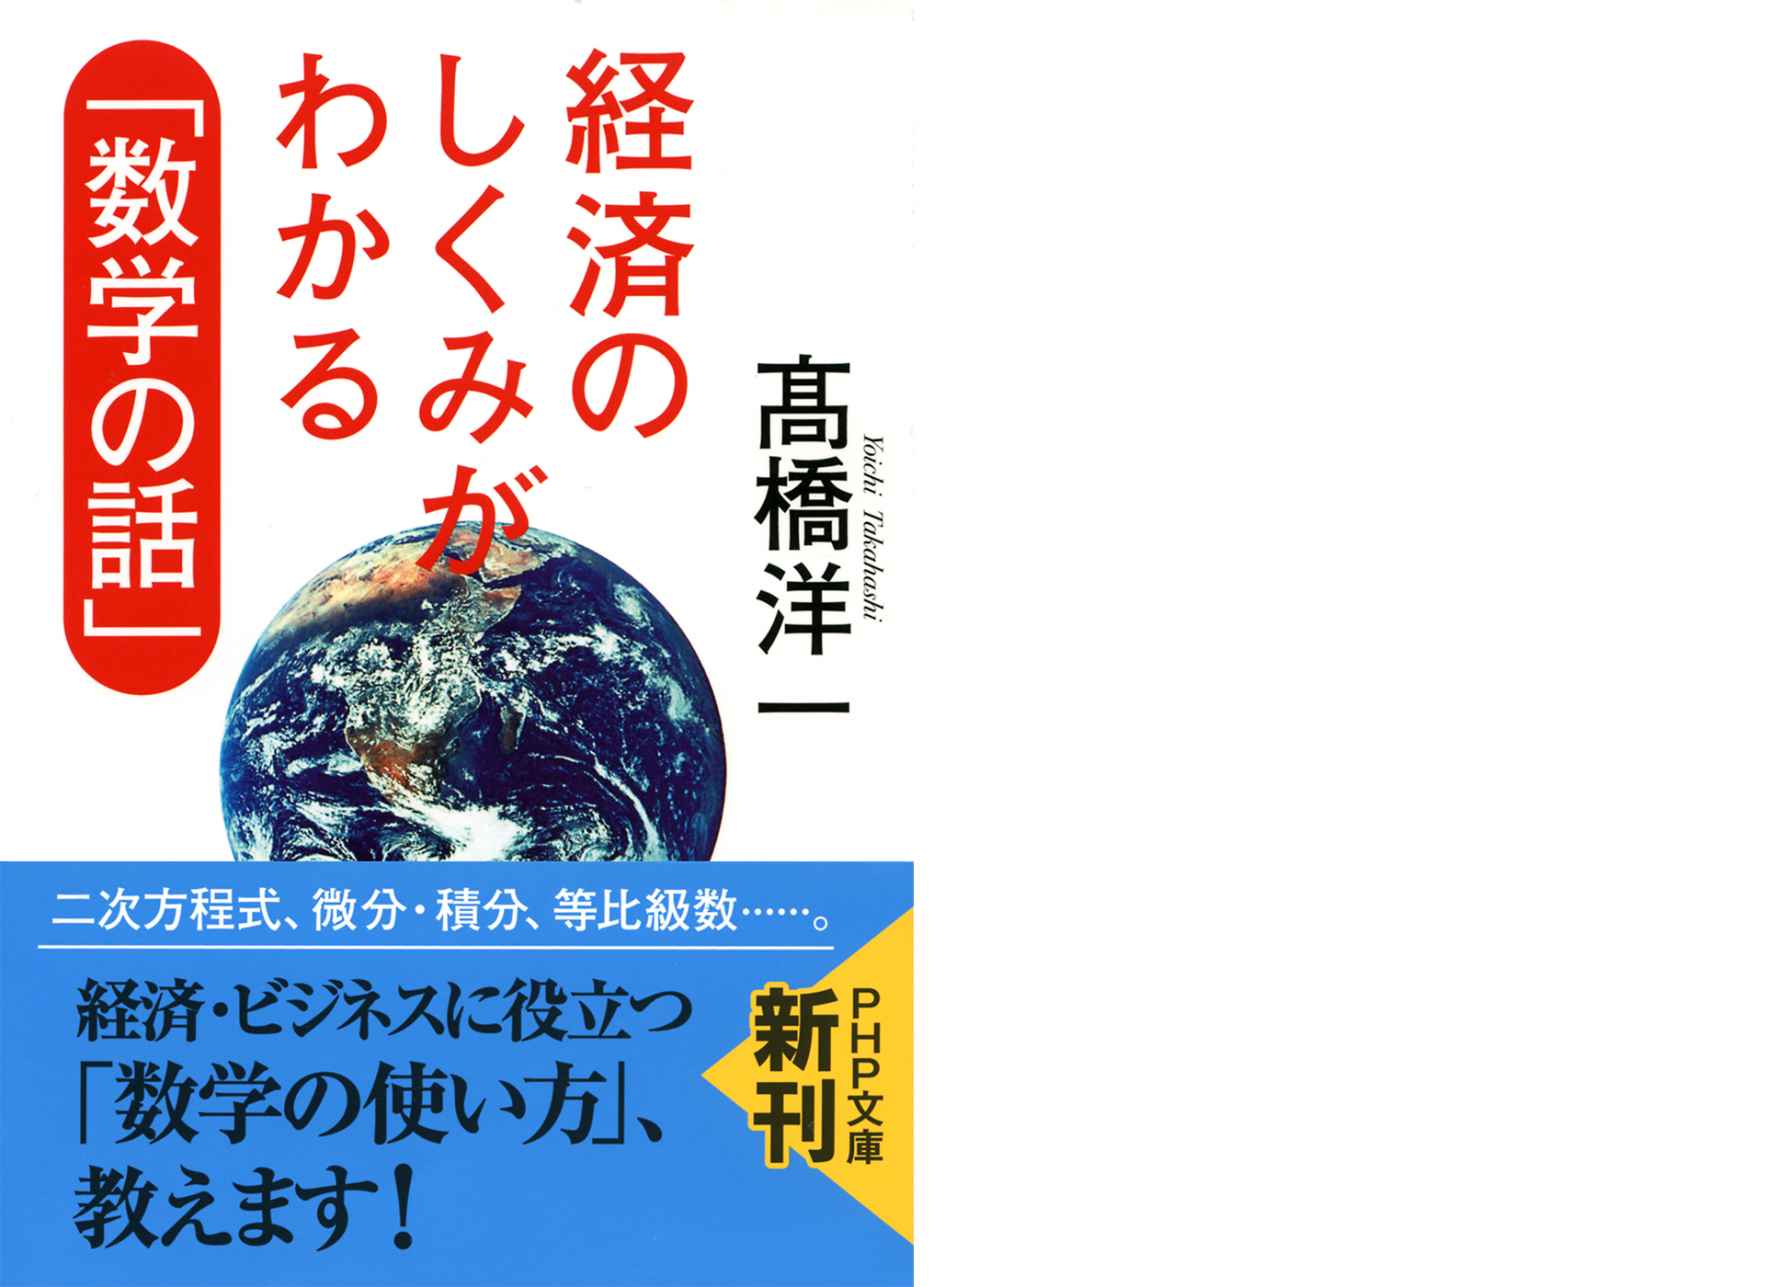 経済の
しくみが
わかる
「数学の話」
髙橋洋一
Yoichi Takahashi
二次方程式、微分・積分、等比級数……。
経済・ビジネスに役立つ
「数学の使い方」、
教えます！
PHP文庫
新刊